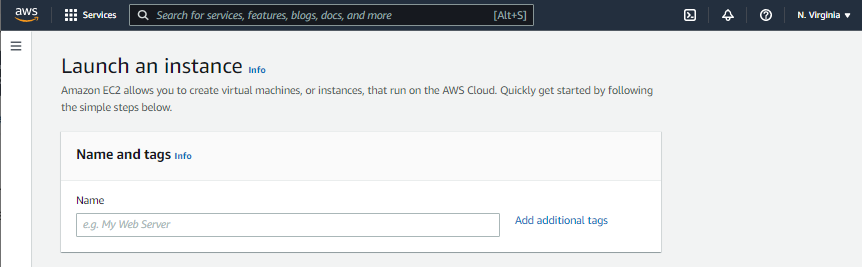 aws Services Search for services, features, blogs, docs, and more [Alt+S] N. Virginia
Launch an instance Info
Amazon EC2 allows you to create virtual machines, or instances, that run on the AWS Cloud. Quickly get started by following
the simple steps below.
Name and tags Info
Name
e.g. My Web Server Add additional tags